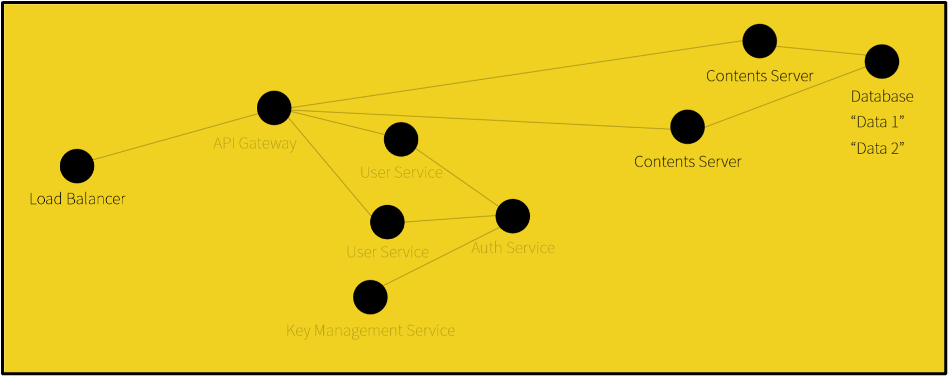 Contents Server
Database
“Data 1”
“Data 2”
API Gateway
Contents Server
User Service
Load Balancer
User Service
Auth Service
Key Management Service